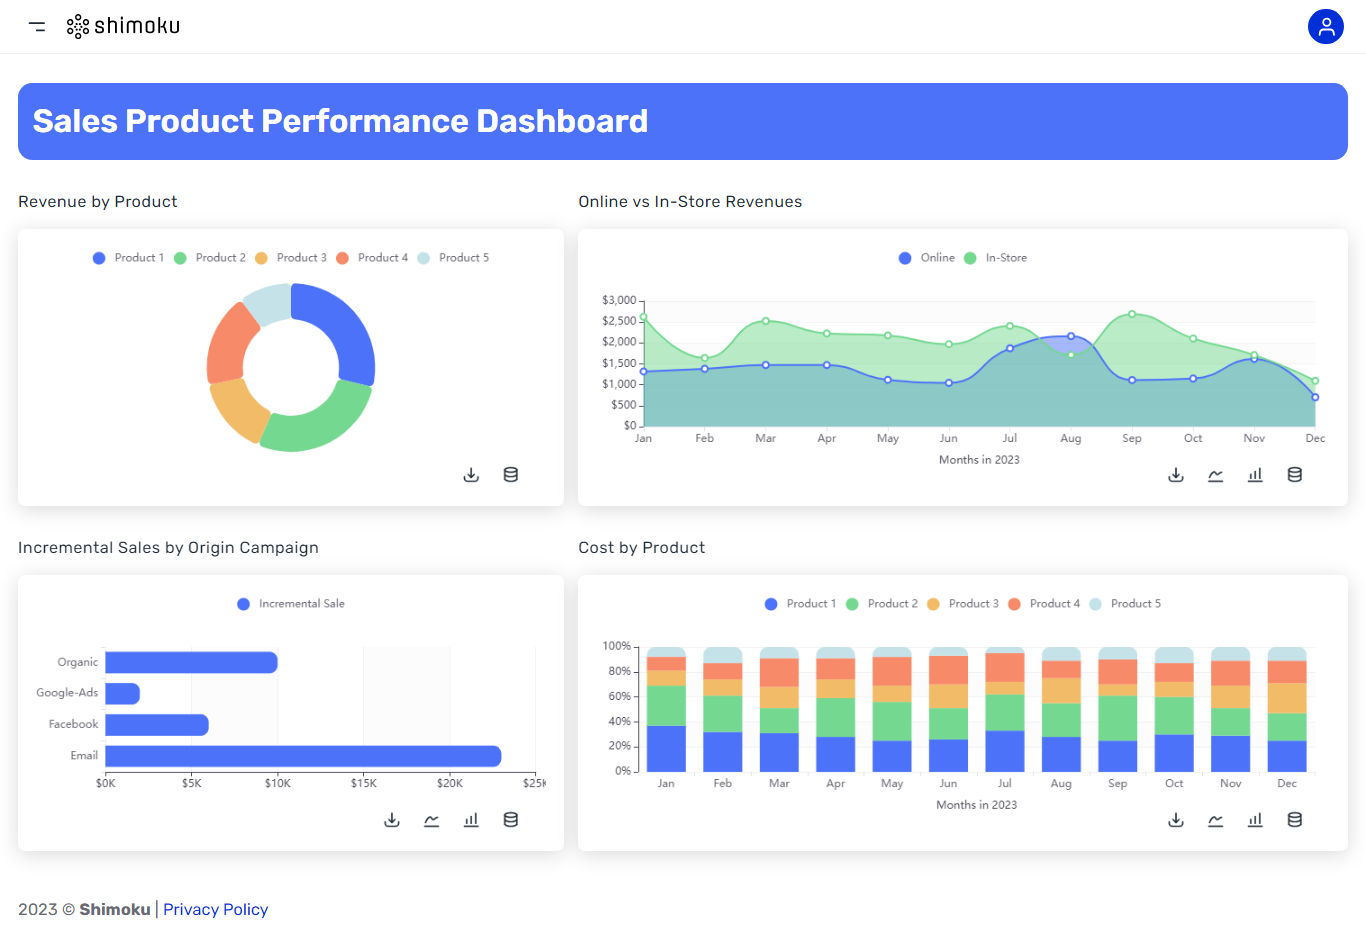 shimoku
Sales Product Performance Dashboard
Revenue by Product
Product 1 Product 2 Product 3 Product 4 Product 5
Online vs In-Store Revenues
Online In-Store
$3,000
$2,500
$2,000
$1,500
$1,000
$500
$0
Jan Feb Mar Apr May Jun Jul Aug Sep Oct Nov Dec
Months in 2023
Incremental Sales by Origin Campaign
Incremental Sale
Organic
Google-Ads
Facebook
Email
$0K $5K $10K $15K $20K $25K
Cost by Product
Product 1 Product 2 Product 3 Product 4 Product 5
100%
80%
60%
40%
20%
0%
Jan Feb Mar Apr May Jun Jul Aug Sep Oct Nov Dec
Months in 2023
2023 © Shimoku | Privacy Policy